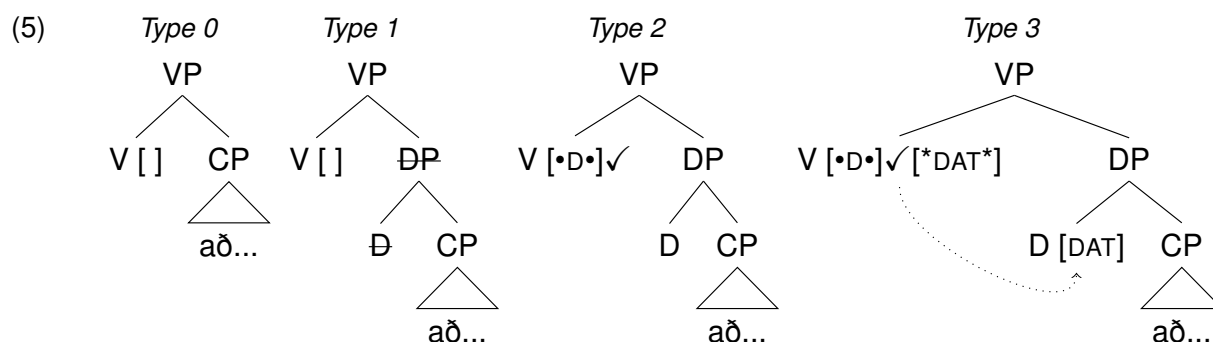 (5) Type 0 Type 1 Type 2 Type 3
VP VP VP VP
V [ ] CP V [ ] DP V [•D•]✓ DP V [•D•]✓[*DAT*] DP
að... D CP D CP D [DAT] CP
að... að... að...